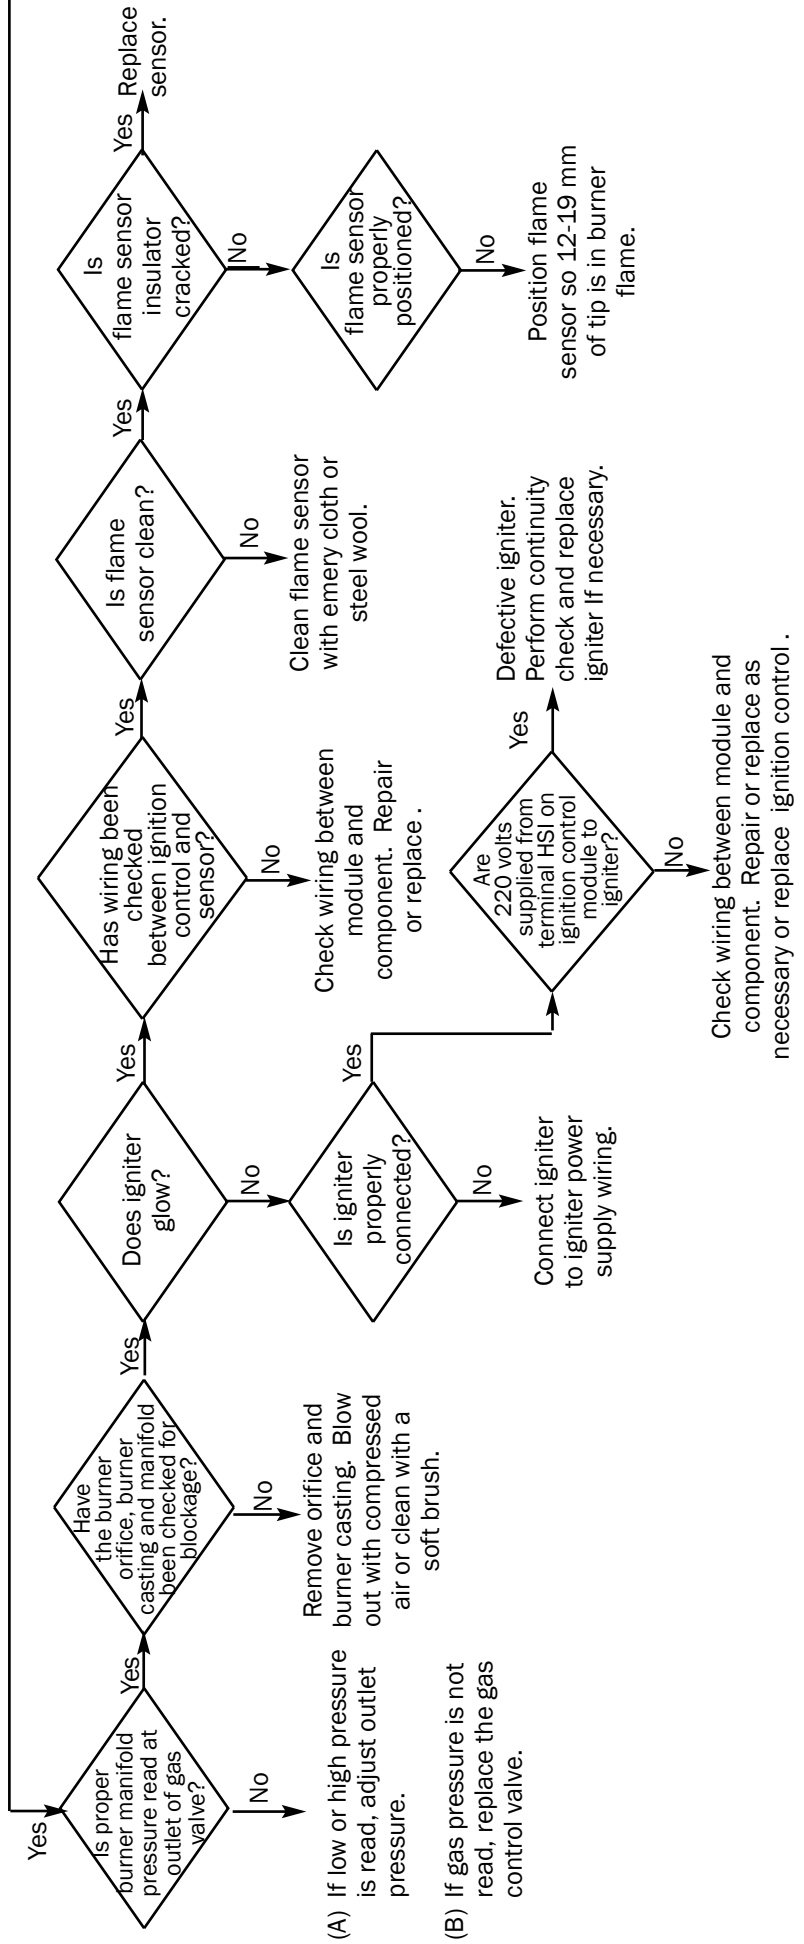 Yes
Is proper
burner manifold
pressure read at
outlet of gas
valve?
No
(A) If low or high pressure
is read, adjust outlet
pressure.
(B) If gas pressure is not
read, replace the gas
control valve.
Yes
Have
the burner
orifice, burner
casting and manifold
been checked for
blockage?
No
Remove orifice and
burner casting. Blow
out with compressed
air or clean with a
soft brush.
Yes
Does igniter
glow?
No
Is igniter
properly
connected?
No
Connect igniter
to igniter power
supply wiring.
Yes
Are
220 volts
supplied from
terminal HSI on
ignition control
module to
igniter?
No
Check wiring between module and
component. Repair or replace as
necessary or replace ignition control .
Yes
Defective igniter.
Perform continuity
check and replace
igniter If necessary.
Yes
Has wiring been
checked
between ignition
control and
sensor?
No
Check wiring between
module and
component. Repair
or replace .
Yes
Is flame
sensor clean?
No
Clean flame sensor
with emery cloth or
steel wool.
Yes
Is
flame sensor
insulator
cracked?
Yes
Replace
sensor.
No
Is
flame sensor
properly
positioned?
No
Position flame
sensor so 12-19 mm
of tip is in burner
flame.